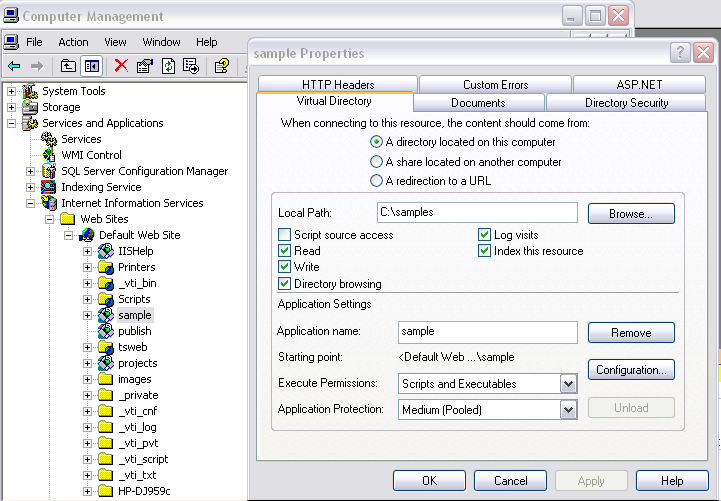 Computer Management
File Action View Window Help
System Tools
Storage
Services and Applications
Services
WMI Control
SQL Server Configuration Manager
Indexing Service
Internet Information Services
Web Sites
Default Web Site
IISHelp
Printers
_vti_bin
Scripts
sample
publish
tsweb
projects
images
_private
_vti_cnf
_vti_log
_vti_pvt
_vti_script
_vti_txt
HP-DJ959c
sample Properties
HTTP Headers Custom Errors ASP.NET
Virtual Directory Documents Directory Security
When connecting to this resource, the content should come from:
A directory located on this computer
A share located on another computer
A redirection to a URL
Local Path: C:\samples Browse...
Script source access Log visits
Read Index this resource
Write
Directory browsing
Application Settings
Application name: sample Remove
Starting point: <Default Web ...\sample
Configuration...
Execute Permissions: Scripts and Executables
Application Protection: Medium (Pooled) Unload
OK Cancel Apply Help